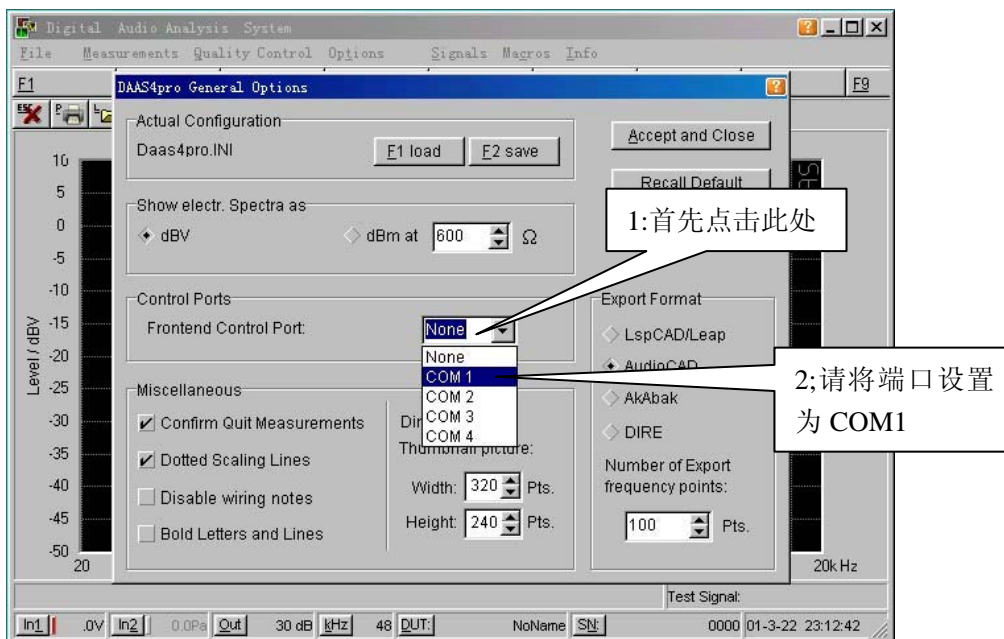 Digital Audio Analysis System
File Measurements Quality Control Options Signals Macros Info
F1 F9
ESC P L
DAAS4pro General Options
Actual Configuration
Daas4pro.INI
F1 load F2 save
Accept and Close
Recall Default
Show electr. Spectra as
dBV dBm at 600 Ω
1:首先点击此处
Control Ports
Frontend Control Port: None
None
COM 1
COM 2
COM 3
COM 4
Export Format
LspCAD/Leap
AudioCAD
AkAbak
DIRE
Number of Export
frequency points:
100 Pts.
2;请将端口设置
为 COM1
Miscellaneous
Confirm Quit Measurements
Dotted Scaling Lines
Disable wiring notes
Bold Letters and Lines
Thumbnail picture:
Width: 320 Pts.
Height: 240 Pts.
Level / dBV
10
5
0
-5
-10
-15
-20
-25
-30
-35
-40
-45
-50
20 20k Hz
Test Signal:
In1 .0V In2 0.0Pa Out 30 dB kHz 48 DUT: NoName SN: 0000 01-3-22 23:12:42